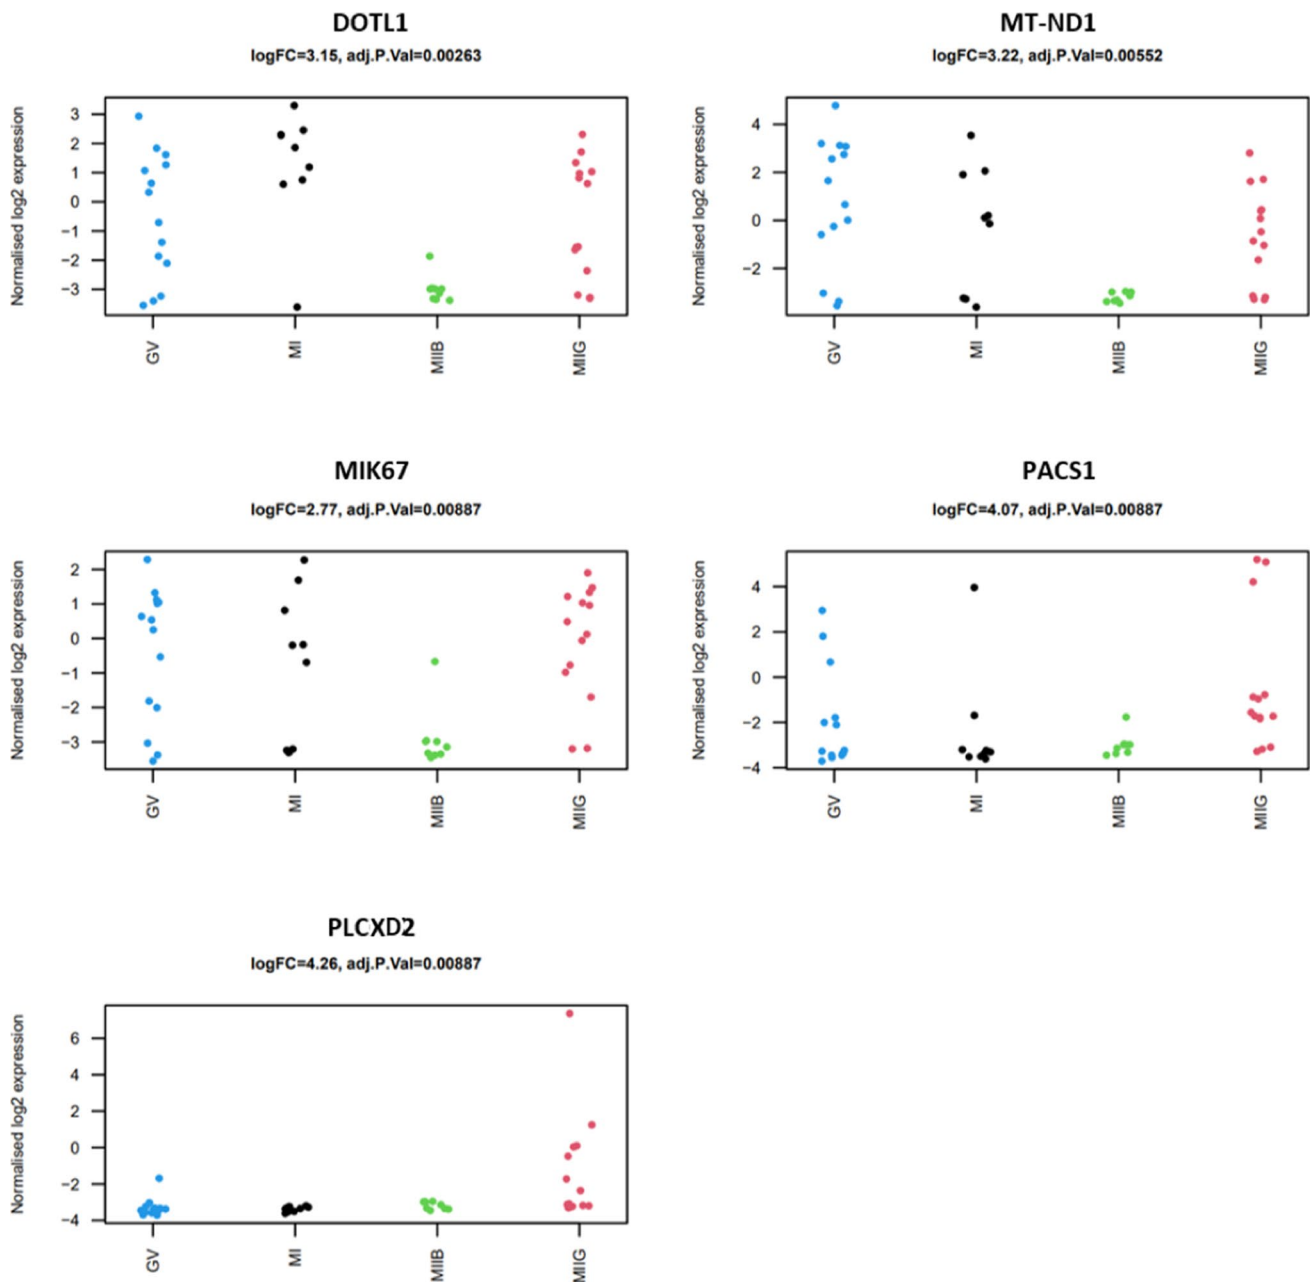 DOTL1
logFC=3.15, adj.P.Val=0.00263
Normalised log2 expression
3
2
1
0
−1
−2
−3
GV
MI
MIIB
MIIG
MT-ND1
logFC=3.22, adj.P.Val=0.00552
Normalised log2 expression
4
2
0
−2
GV
MI
MIIB
MIIG
MIK67
logFC=2.77, adj.P.Val=0.00887
Normalised log2 expression
2
1
0
−1
−2
−3
GV
MI
MIIB
MIIG
PACS1
logFC=4.07, adj.P.Val=0.00887
Normalised log2 expression
4
2
0
−2
−4
GV
MI
MIIB
MIIG
PLCXD2
logFC=4.26, adj.P.Val=0.00887
Normalised log2 expression
6
4
2
0
−2
−4
GV
MI
MIIB
MIIG